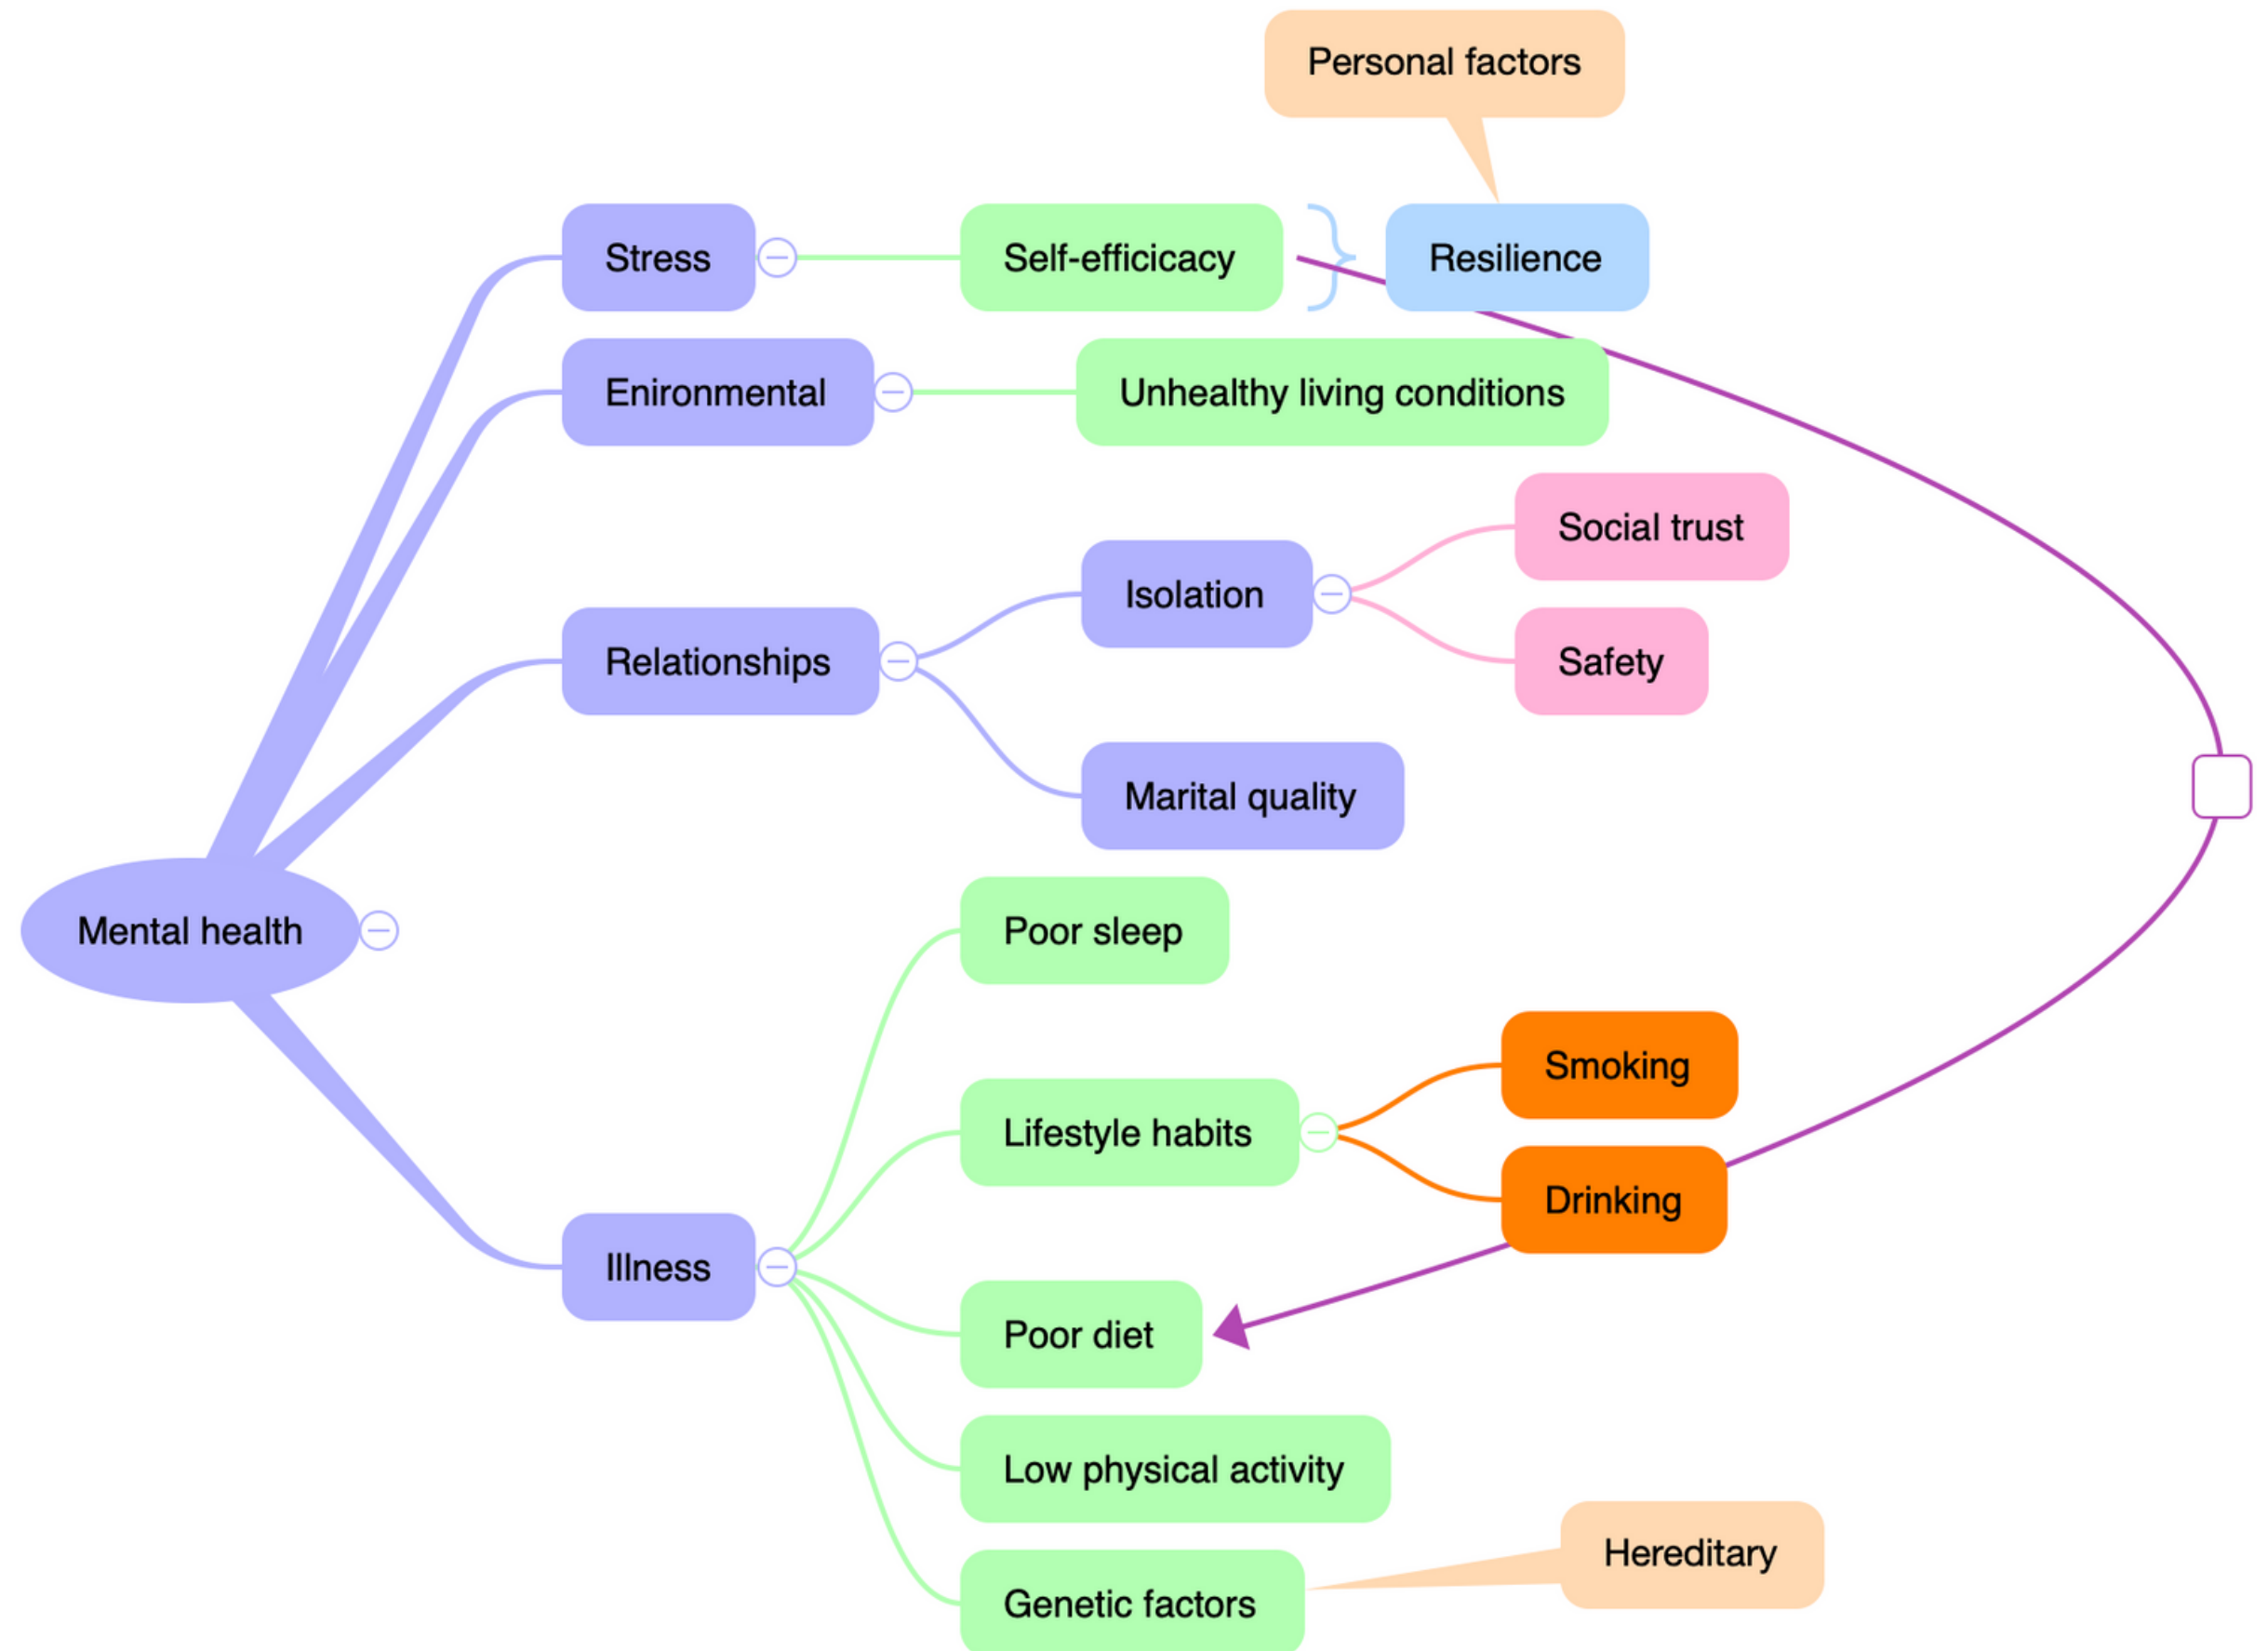 Personal factors
Stress
Self-efficicacy
Resilience
Enironmental
Unhealthy living conditions
Social trust
Isolation
Relationships
Safety
Marital quality
Mental health
Poor sleep
Smoking
Lifestyle habits
Drinking
Illness
Poor diet
Low physical activity
Hereditary
Genetic factors